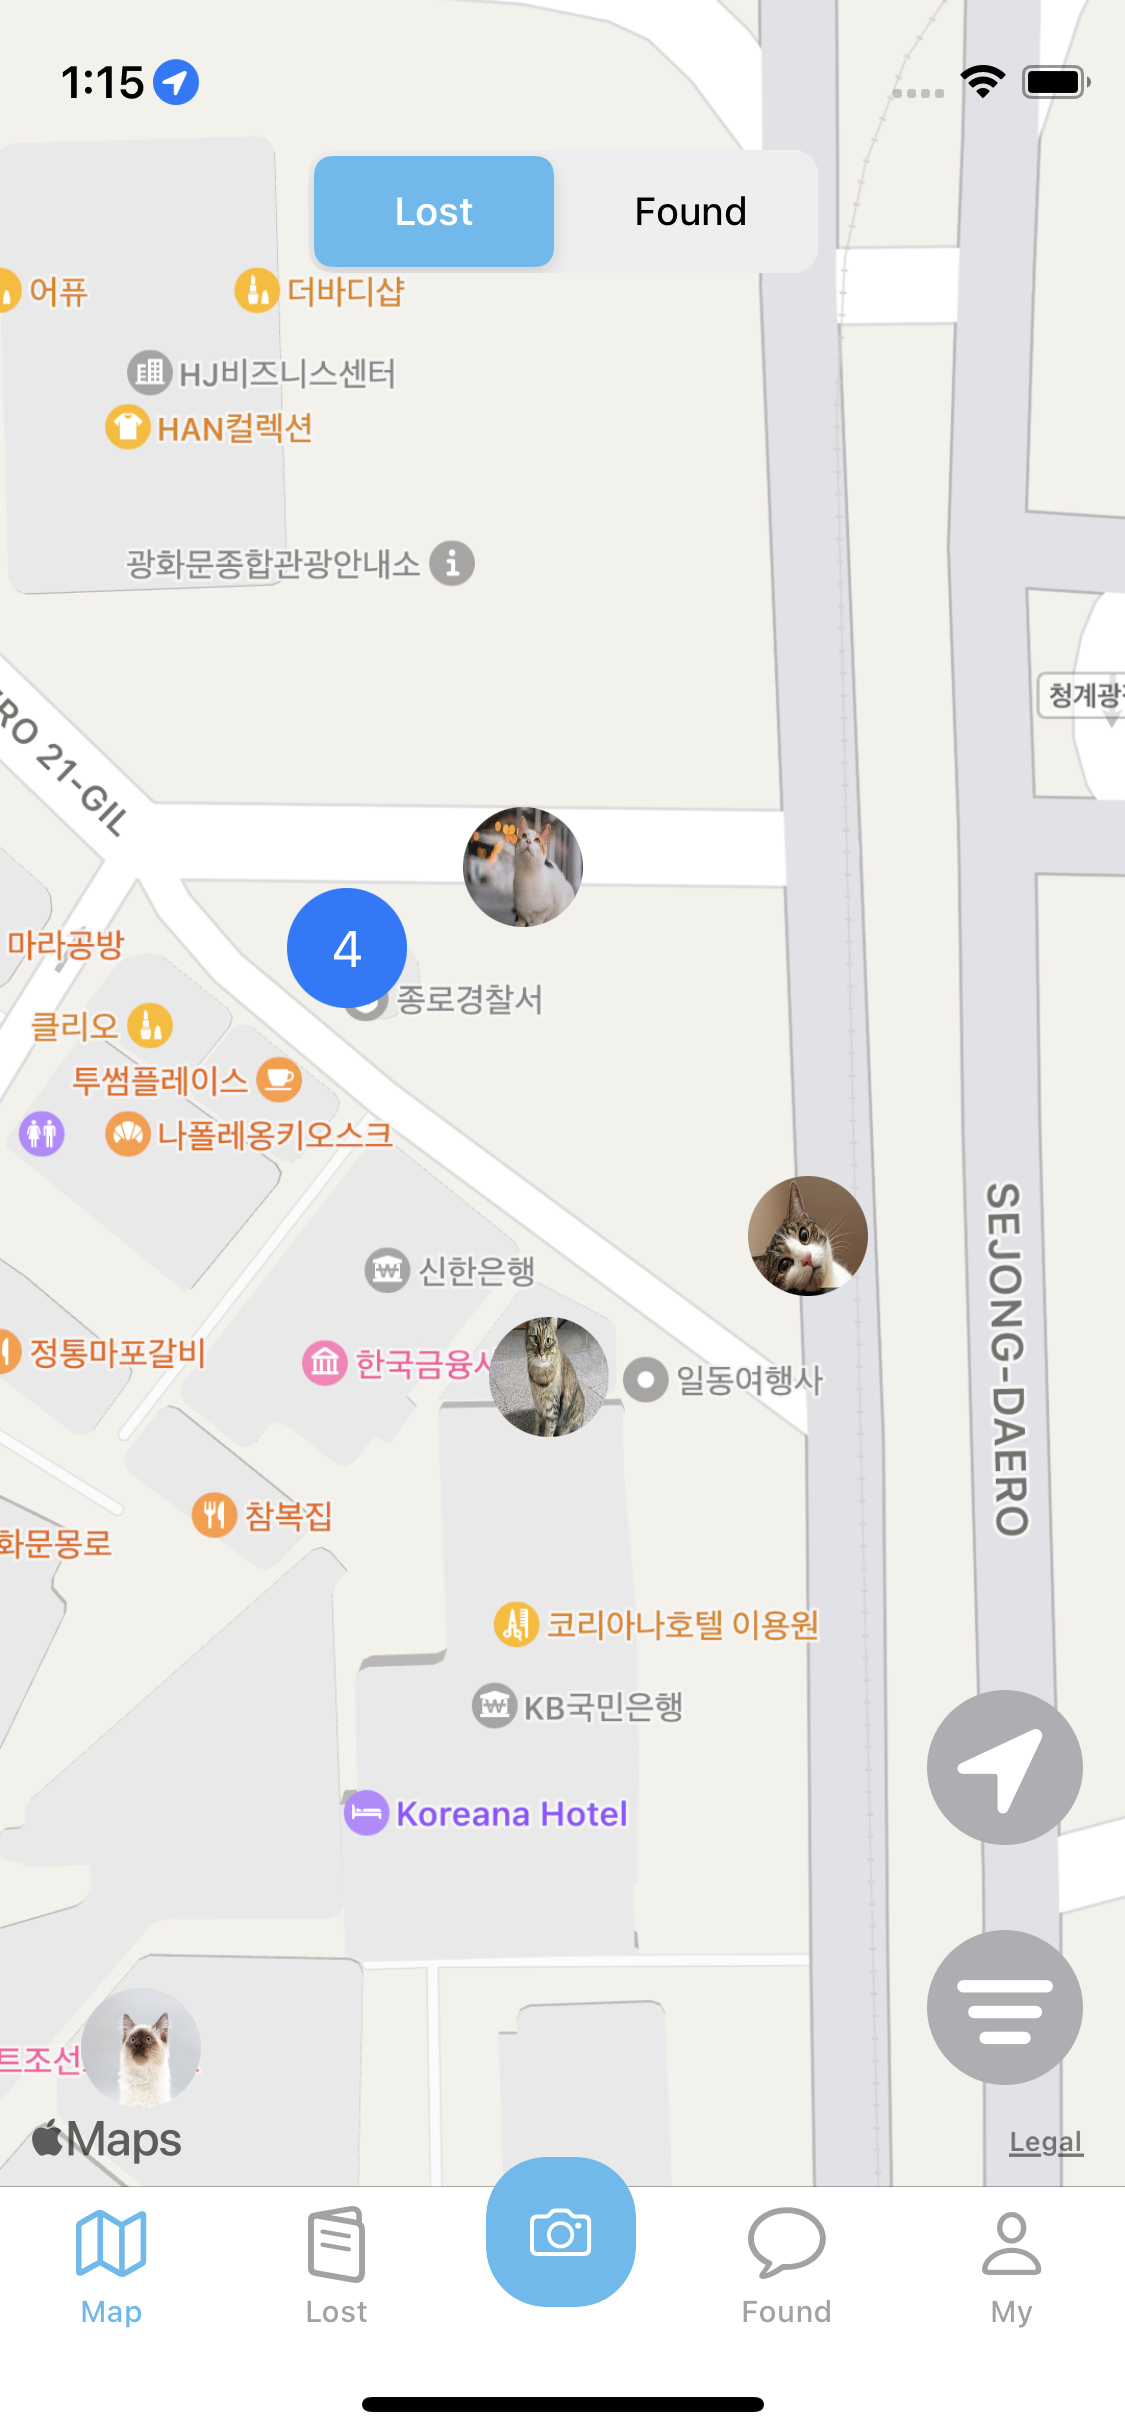 1:15
Lost
Found
어퓨
더바디샵
HJ비즈니스센터
HAN컬렉션
광화문종합관광안내소
RO 21-GIL
청계광
4
마라공방
종로경찰서
클리오
투썸플레이스
나폴레옹키오스크
SEJONG-DAERO
신한은행
정통마포갈비
한국금융사
일동여행사
참복집
화문몽로
코리아나호텔 이용원
KB국민은행
Koreana Hotel
트조선
Maps
Legal
Map
Lost
Found
My